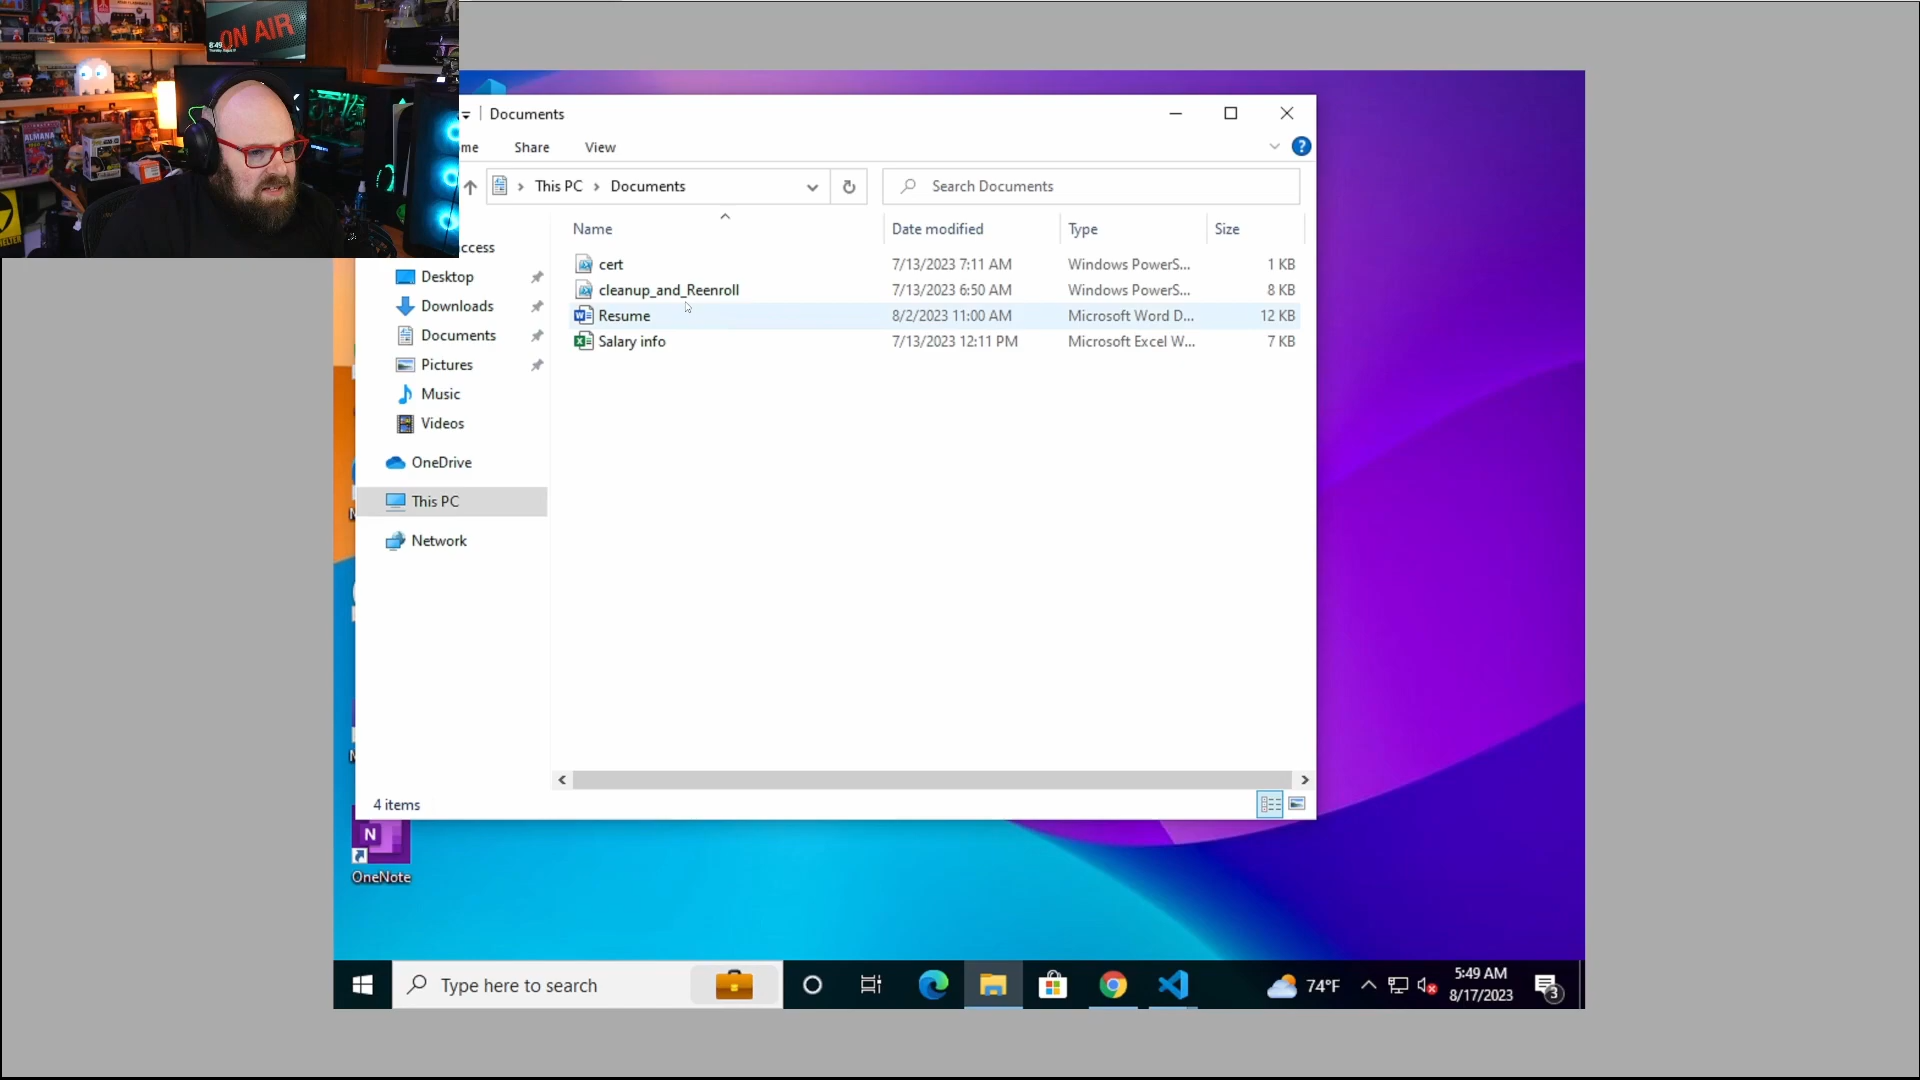 ON AIR
8:49
ALMANA
Documents
me
Share
View
?
This PC
Documents
Search Documents
Name
Date modified
Type
Size
ccess
Desktop
Downloads
Documents
Pictures
Music
Videos
OneDrive
This PC
Network
cert
7/13/2023 7:11 AM
Windows PowerS...
1 KB
cleanup_and_Reenroll
7/13/2023 6:50 AM
Windows PowerS...
8 KB
Resume
8/2/2023 11:00 AM
Microsoft Word D...
12 KB
Salary info
7/13/2023 12:11 PM
Microsoft Excel W...
7 KB
4 items
N
OneNote
Type here to search
74°F
5:49 AM
8/17/2023
3